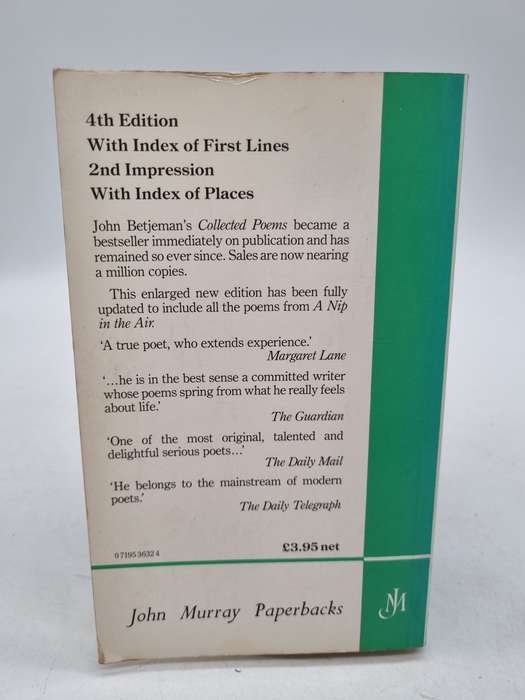 4th Edition
With Index of First Lines
2nd Impression
With Index of Places
John Betjeman's Collected Poems became a
bestseller immediately on publication and has
remained so ever since. Sales are now nearing
a million copies.
This enlarged new edition has been fully
updated to include all the poems from A Nip
in the Air.
'A true poet, who extends experience.'
Margaret Lane
'...he is in the best sense a committed writer
whose poems spring from what he really feels
about life.'
The Guardian
'One of the most original, talented and
delightful serious poets...'
The Daily Mail
'He belongs to the mainstream of modern
poets.'
The Daily Telegraph
0 7195 3632 4
£3.95 net
John Murray Paperbacks
JM